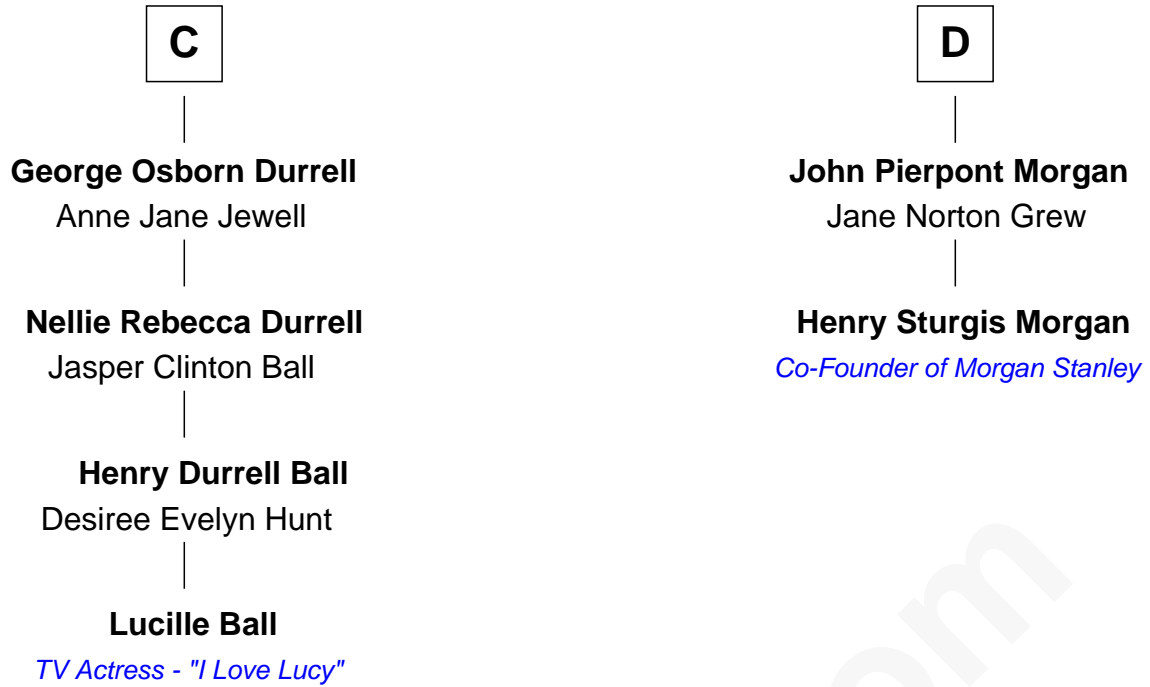 C
George Osborn Durrell
Anne Jane Jewell
Nellie Rebecca Durrell
Jasper Clinton Ball
Henry Durrell Ball
Desiree Evelyn Hunt
Lucille Ball
TV Actress - "I Love Lucy"
D
John Pierpont Morgan
Jane Norton Grew
Henry Sturgis Morgan
Co-Founder of Morgan Stanley
om